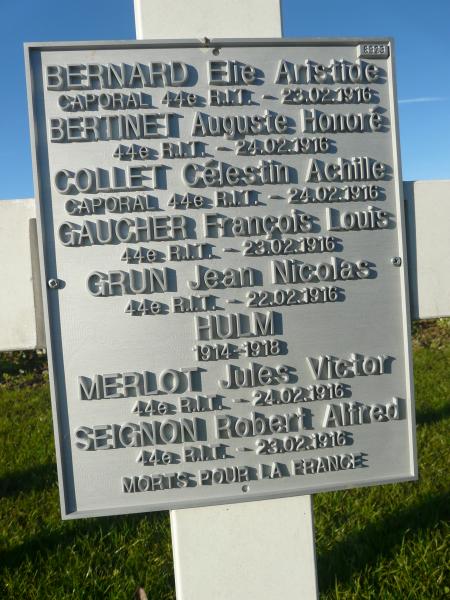 BERNARD Elie Aristide
CAPORAL 44e R.I.T. - 23.02.1916
BERTINET Auguste Honoré
44e R.I.T. - 24.02.1916
COLLET Célestin Achille
CAPORAL 44e R.I.T. - 24.02.1916
GAUCHER François Louis
44e R.I.T. - 23.02.1916
GRUN Jean Nicolas
44e R.I.T. - 22.02.1916
HULM
1914-1918
MERLOT Jules Victor
44e R.I.T. - 24.02.1916
SEIGNON Robert Alfred
44e R.I.T. - 23.02.1916
MORTS POUR LA FRANCE